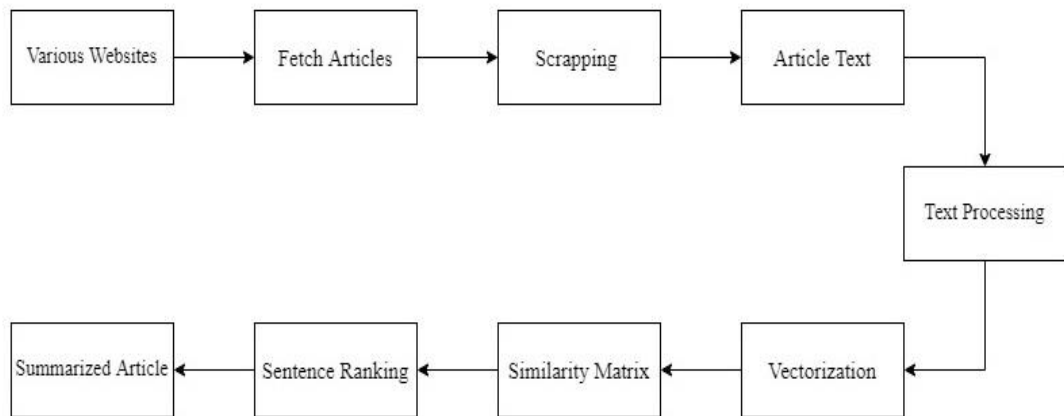 Various Websites
Fetch Articles
Scrapping
Article Text
Text Processing
Vectorization
Similarity Matrix
Sentence Ranking
Summarized Article